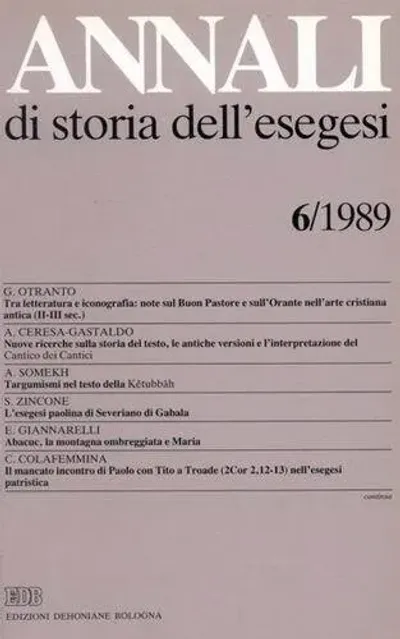 ANNALI
di storia dell'esegesi
6/1989
G. OTRANTO
Tra letteratura e iconografia: note sul Buon Pastore e sull'Orante nell'arte cristiana
antica (II-III sec.)
A. CERESA-GASTALDO
Nuove ricerche sulla storia del testo, le antiche versioni e l'interpretazione del
Cantico dei Cantici
A. SOMEKH
Targumismi nel testo della Kĕtubbàh
S. ZINCONE
L'esegesi paolina di Severiano di Gabala
E. GIANNARELLI
Abacuc, la montagna ombreggiata e Maria
C. COLAFEMMINA
Il mancato incontro di Paolo con Tito a Troade (2Cor 2,12-13) nell'esegesi
patristica
continua
EDB
EDIZIONI DEHONIANE BOLOGNA